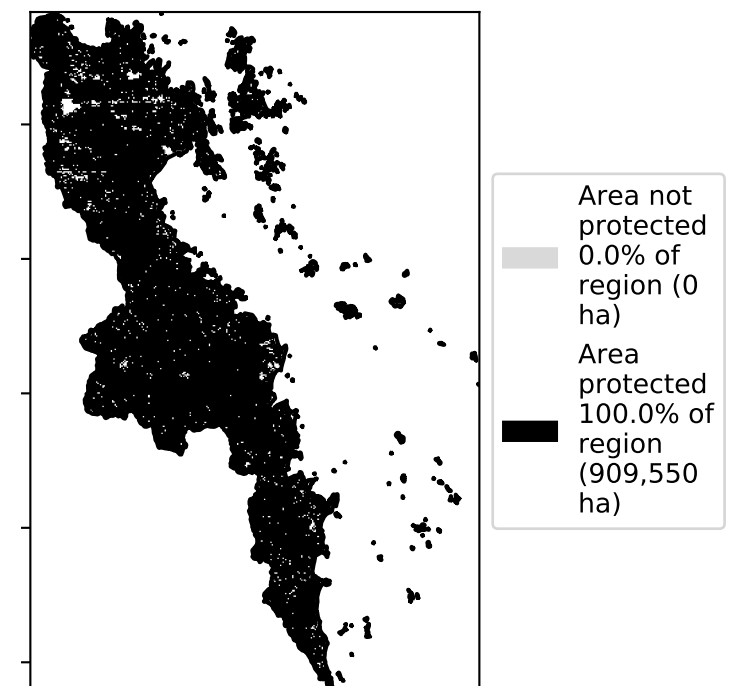 Area not
protected
0.0% of
region (0
ha)
Area
protected
100.0% of
region
(909,550
ha)